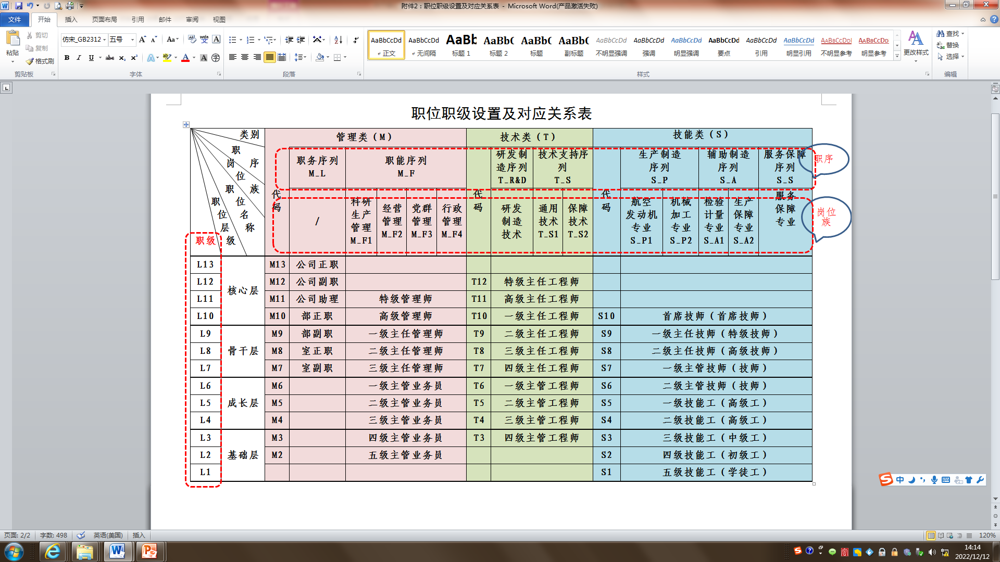 附件2：职位职级设置及对应关系表 - Microsoft Word(产品激活失败)
文件 开始 插入 页面布局 引用 邮件 审阅 视图
粘贴 剪切 复制 格式刷 剪贴板
仿宋_GB2312 五号 字体
段落
AaBbCcDd AaBbCcDd AaBb AaBbC AaBbC AaBbC AaBbCcDd AaBbCcDd AaBbCcDd AaBbCcDd AaBbCcDd AaBbCcDd AaBbCcDd AaBbCcDd
正文 无间隔 标题 1 标题 2 标题 副标题 不明显强调 强调 明显强调 要点 引用 明显引用 不明显参考 明显参考
样式
更改样式
查找 替换 选择 编辑
职位职级设置及对应关系表
类别 管理类（M） 技术类（T） 技能类（S）
职序
岗位族
职位名称
职位层级
职级
代码
职务序列 M_L
职能序列 M_F
代码
研发制造序列 T_R&D
技术支持序列 T_S
代码
生产制造序列 S_P
辅助制造序列 S_A
服务保障序列 S_S
职序
/
科研生产管理 M_F1
经营管理 M_F2
党群管理 M_F3
行政管理 M_F4
研发制造技术
通用技术 T_S1
保障技术 T_S2
航空发动机专业 S_P1
机械加工专业 S_P2
检验计量专业 S_A1
生产保障专业 S_A2
服务保障专业
岗位族
L13 核心层 M13 公司正职
L12 M12 公司副职 T12 特级主任工程师
L11 M11 公司助理 特级管理师 T11 高级主任工程师
L10 M10 部正职 高级管理师 T10 一级主任工程师 S10 首席技师（首席技师）
L9 骨干层 M9 部副职 一级主任管理师 T9 二级主任工程师 S9 一级主任技师（特级技师）
L8 M8 室正职 二级主任管理师 T8 三级主任工程师 S8 二级主任技师（高级技师）
L7 M7 室副职 三级主任管理师 T7 四级主任工程师 S7 一级主管技师（技师）
L6 成长层 M6 一级主管业务员 T6 一级主管工程师 S6 二级主管技师（技师）
L5 M5 二级主管业务员 T5 二级主管工程师 S5 一级技能工（高级工）
L4 M4 三级主管业务员 T4 三级主管工程师 S4 二级技能工（高级工）
L3 基础层 M3 四级主管业务员 T3 四级主管工程师 S3 三级技能工（中级工）
L2 M2 五级主管业务员 S2 四级技能工（初级工）
L1 S1 五级技能工（学徒工）
中
页面: 2/2 字数: 498 英语(美国) 插入 120%
14:14
2022/12/12